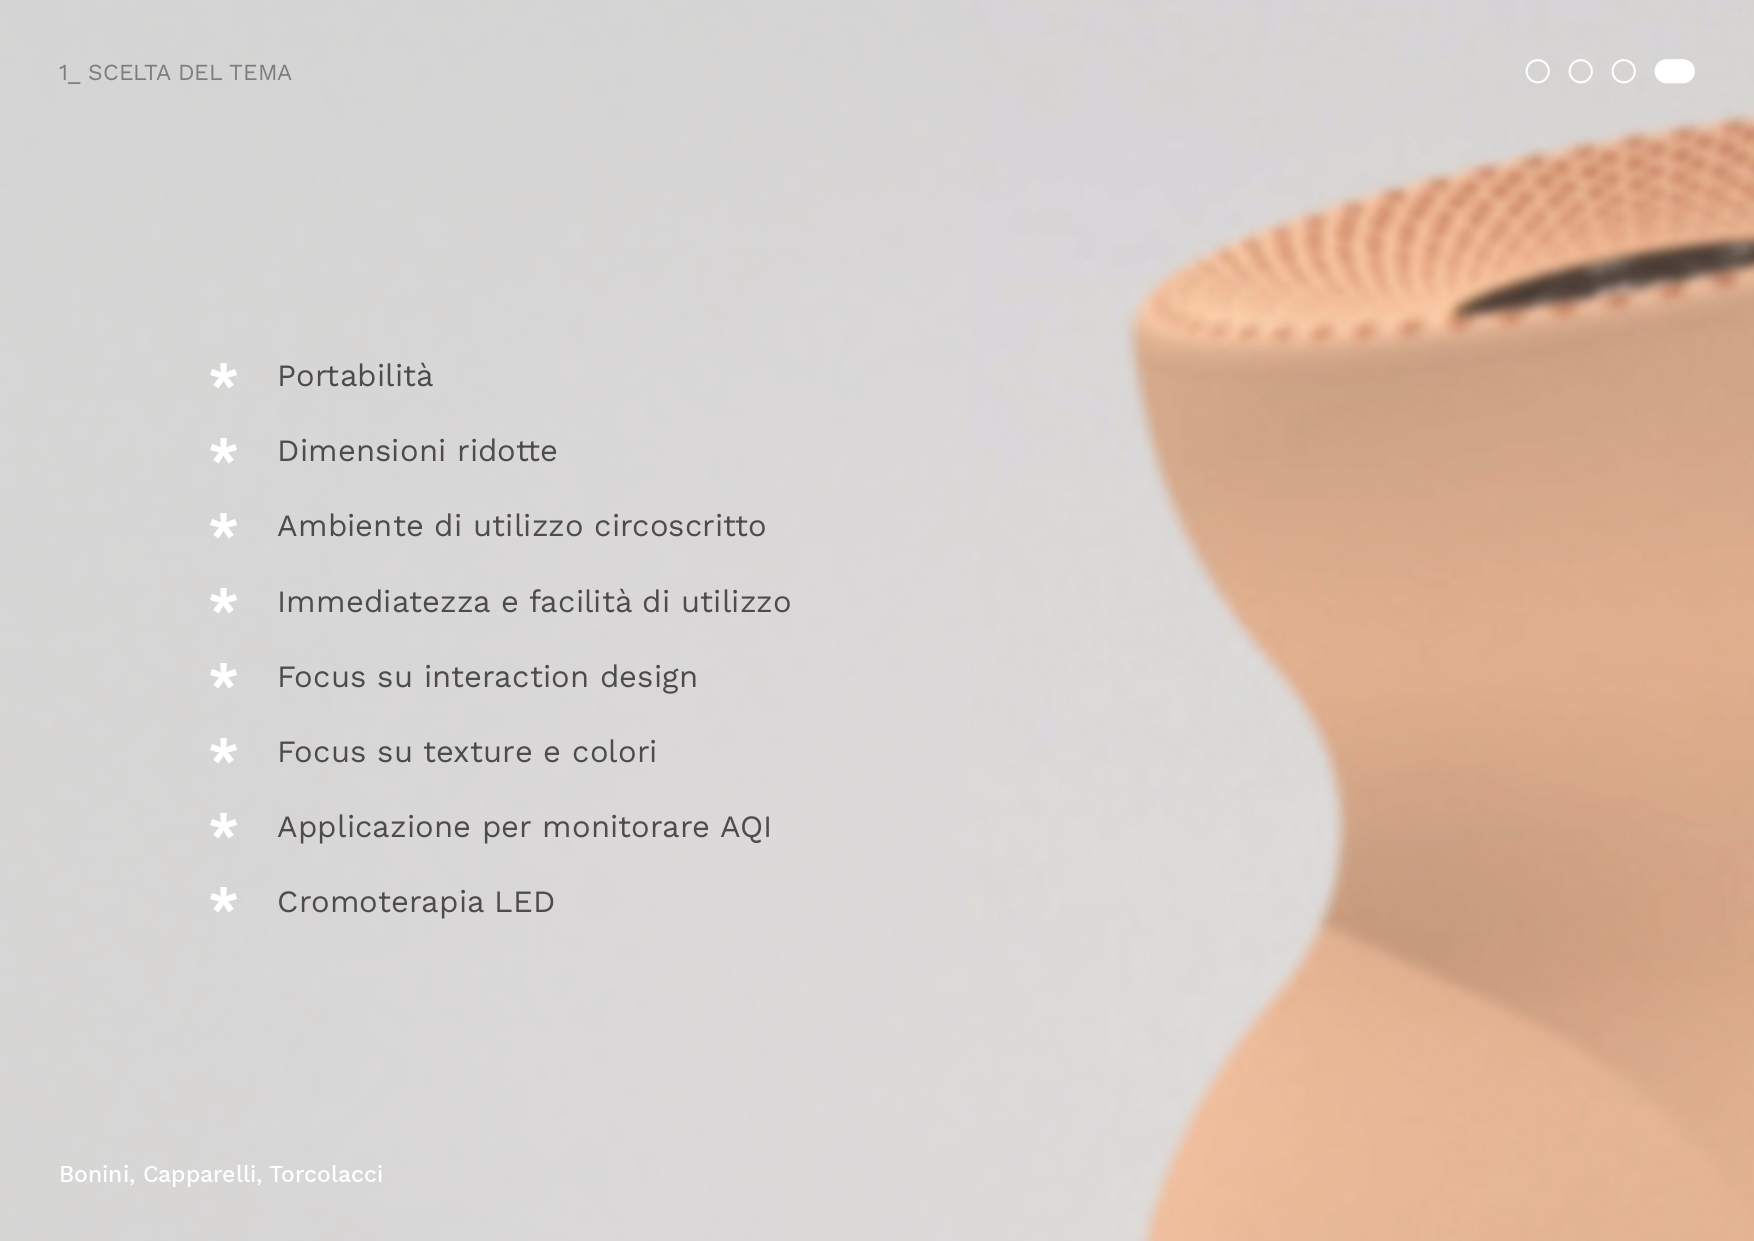 1_ SCELTA DEL TEMA
* Portabilità
* Dimensioni ridotte
* Ambiente di utilizzo circoscritto
* Immediatezza e facilità di utilizzo
* Focus su interaction design
* Focus su texture e colori
* Applicazione per monitorare AQI
* Cromoterapia LED
Bonini, Capparelli, Torcolacci